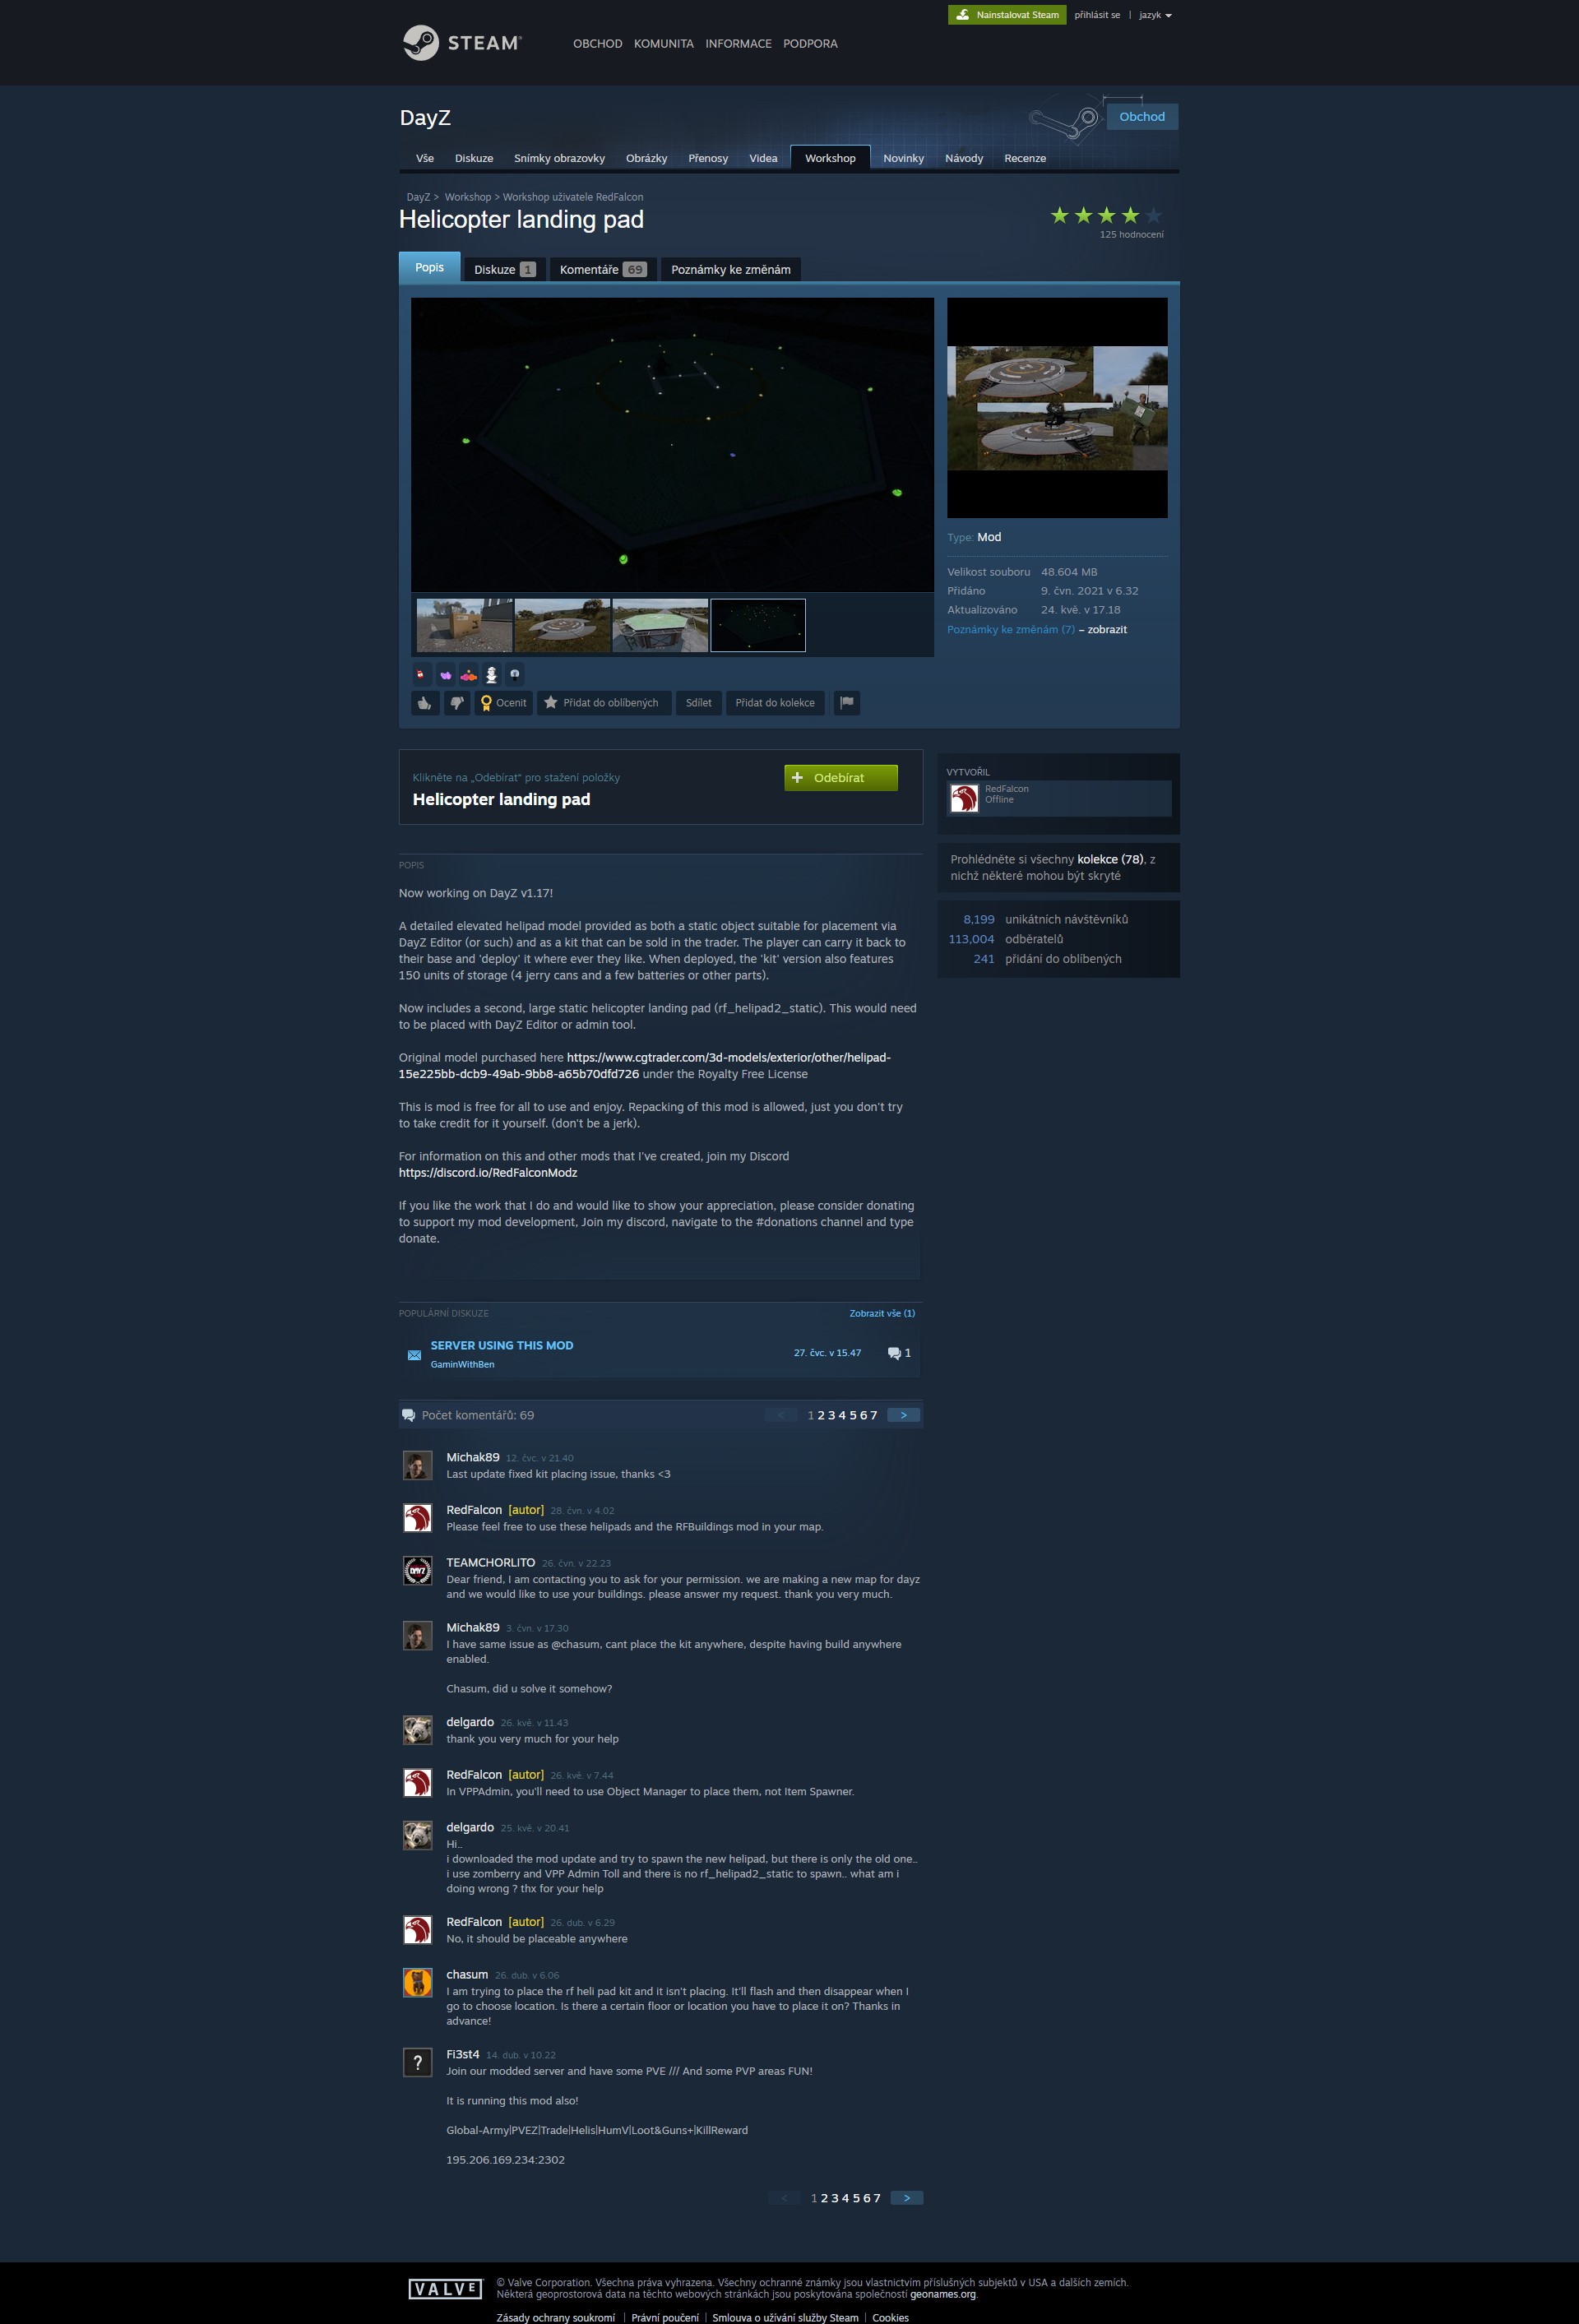 Nainstalovat Steam
přihlásit se | jazyk
STEAM®
OBCHOD KOMUNITA INFORMACE PODPORA
DayZ
Obchod
Vše Diskuze Snímky obrazovky Obrázky Přenosy Videa Workshop Novinky Návody Recenze
DayZ > Workshop > Workshop uživatele RedFalcon
Helicopter landing pad
125 hodnocení
Popis Diskuze 1 Komentáře 69 Poznámky ke změnám
Type: Mod
Velikost souboru 48.604 MB
Přidáno 9. čvn. 2021 v 6.32
Aktualizováno 24. kvě. v 17.18
Poznámky ke změnám (7) – zobrazit
Ocenit Přidat do oblíbených Sdílet Přidat do kolekce
Klikněte na „Odebírat“ pro stažení položky
Helicopter landing pad
Odebírat
VYTVOŘIL
RedFalcon
Offline
Prohlédněte si všechny kolekce (78), z
nichž některé mohou být skryté
8,199 unikátních návštěvníků
113,004 odběratelů
241 přidání do oblíbených
POPIS
Now working on DayZ v1.17!
A detailed elevated helipad model provided as both a static object suitable for placement via
DayZ Editor (or such) and as a kit that can be sold in the trader. The player can carry it back to
their base and 'deploy' it where ever they like. When deployed, the 'kit' version also features
150 units of storage (4 jerry cans and a few batteries or other parts).
Now includes a second, large static helicopter landing pad (rf_helipad2_static). This would need
to be placed with DayZ Editor or admin tool.
Original model purchased here https://www.cgtrader.com/3d-models/exterior/other/helipad-
15e225bb-dcb9-49ab-9bb8-a65b70dfd726 under the Royalty Free License
This is mod is free for all to use and enjoy. Repacking of this mod is allowed, just you don't try
to take credit for it yourself. (don't be a jerk).
For information on this and other mods that I've created, join my Discord
https://discord.io/RedFalconModz
If you like the work that I do and would like to show your appreciation, please consider donating
to support my mod development, Join my discord, navigate to the #donations channel and type
donate.
POPULÁRNÍ DISKUZE
Zobrazit vše (1)
SERVER USING THIS MOD
GaminWithBen
27. čvc. v 15.47
1
Počet komentářů: 69
< 1 2 3 4 5 6 7 >
Michak89 12. čvc. v 21.40
Last update fixed kit placing issue, thanks <3
RedFalcon [autor] 28. čvn. v 4.02
Please feel free to use these helipads and the RFBuildings mod in your map.
DAYZ
TEAMCHORLITO 26. čvn. v 22.23
Dear friend, I am contacting you to ask for your permission. we are making a new map for dayz
and we would like to use your buildings. please answer my request. thank you very much.
Michak89 3. čvn. v 17.30
I have same issue as @chasum, cant place the kit anywhere, despite having build anywhere
enabled.
Chasum, did u solve it somehow?
delgardo 26. kvě. v 11.43
thank you very much for your help
RedFalcon [autor] 26. kvě. v 7.44
In VPPAdmin, you'll need to use Object Manager to place them, not Item Spawner.
delgardo 25. kvě. v 20.41
Hi..
i downloaded the mod update and try to spawn the new helipad, but there is only the old one..
i use zomberry and VPP Admin Toll and there is no rf_helipad2_static to spawn.. what am i
doing wrong ? thx for your help
RedFalcon [autor] 26. dub. v 6.29
No, it should be placeable anywhere
chasum 26. dub. v 6.06
I am trying to place the rf heli pad kit and it isn't placing. It'll flash and then disappear when I
go to choose location. Is there a certain floor or location you have to place it on? Thanks in
advance!
?
Fi3st4 14. dub. v 10.22
Join our modded server and have some PVE /// And some PVP areas FUN!
It is running this mod also!
Global-Army|PVEZ|Trade|Helis|HumV|Loot&Guns+|KillReward
195.206.169.234:2302
< 1 2 3 4 5 6 7 >
VALVE
© Valve Corporation. Všechna práva vyhrazena. Všechny ochranné známky jsou vlastnictvím příslušných subjektů v USA a dalších zemích.
Některá geoprostorová data na těchto webových stránkách jsou poskytována společností geonames.org.
Zásady ochrany soukromí | Právní poučení | Smlouva o užívání služby Steam | Cookies